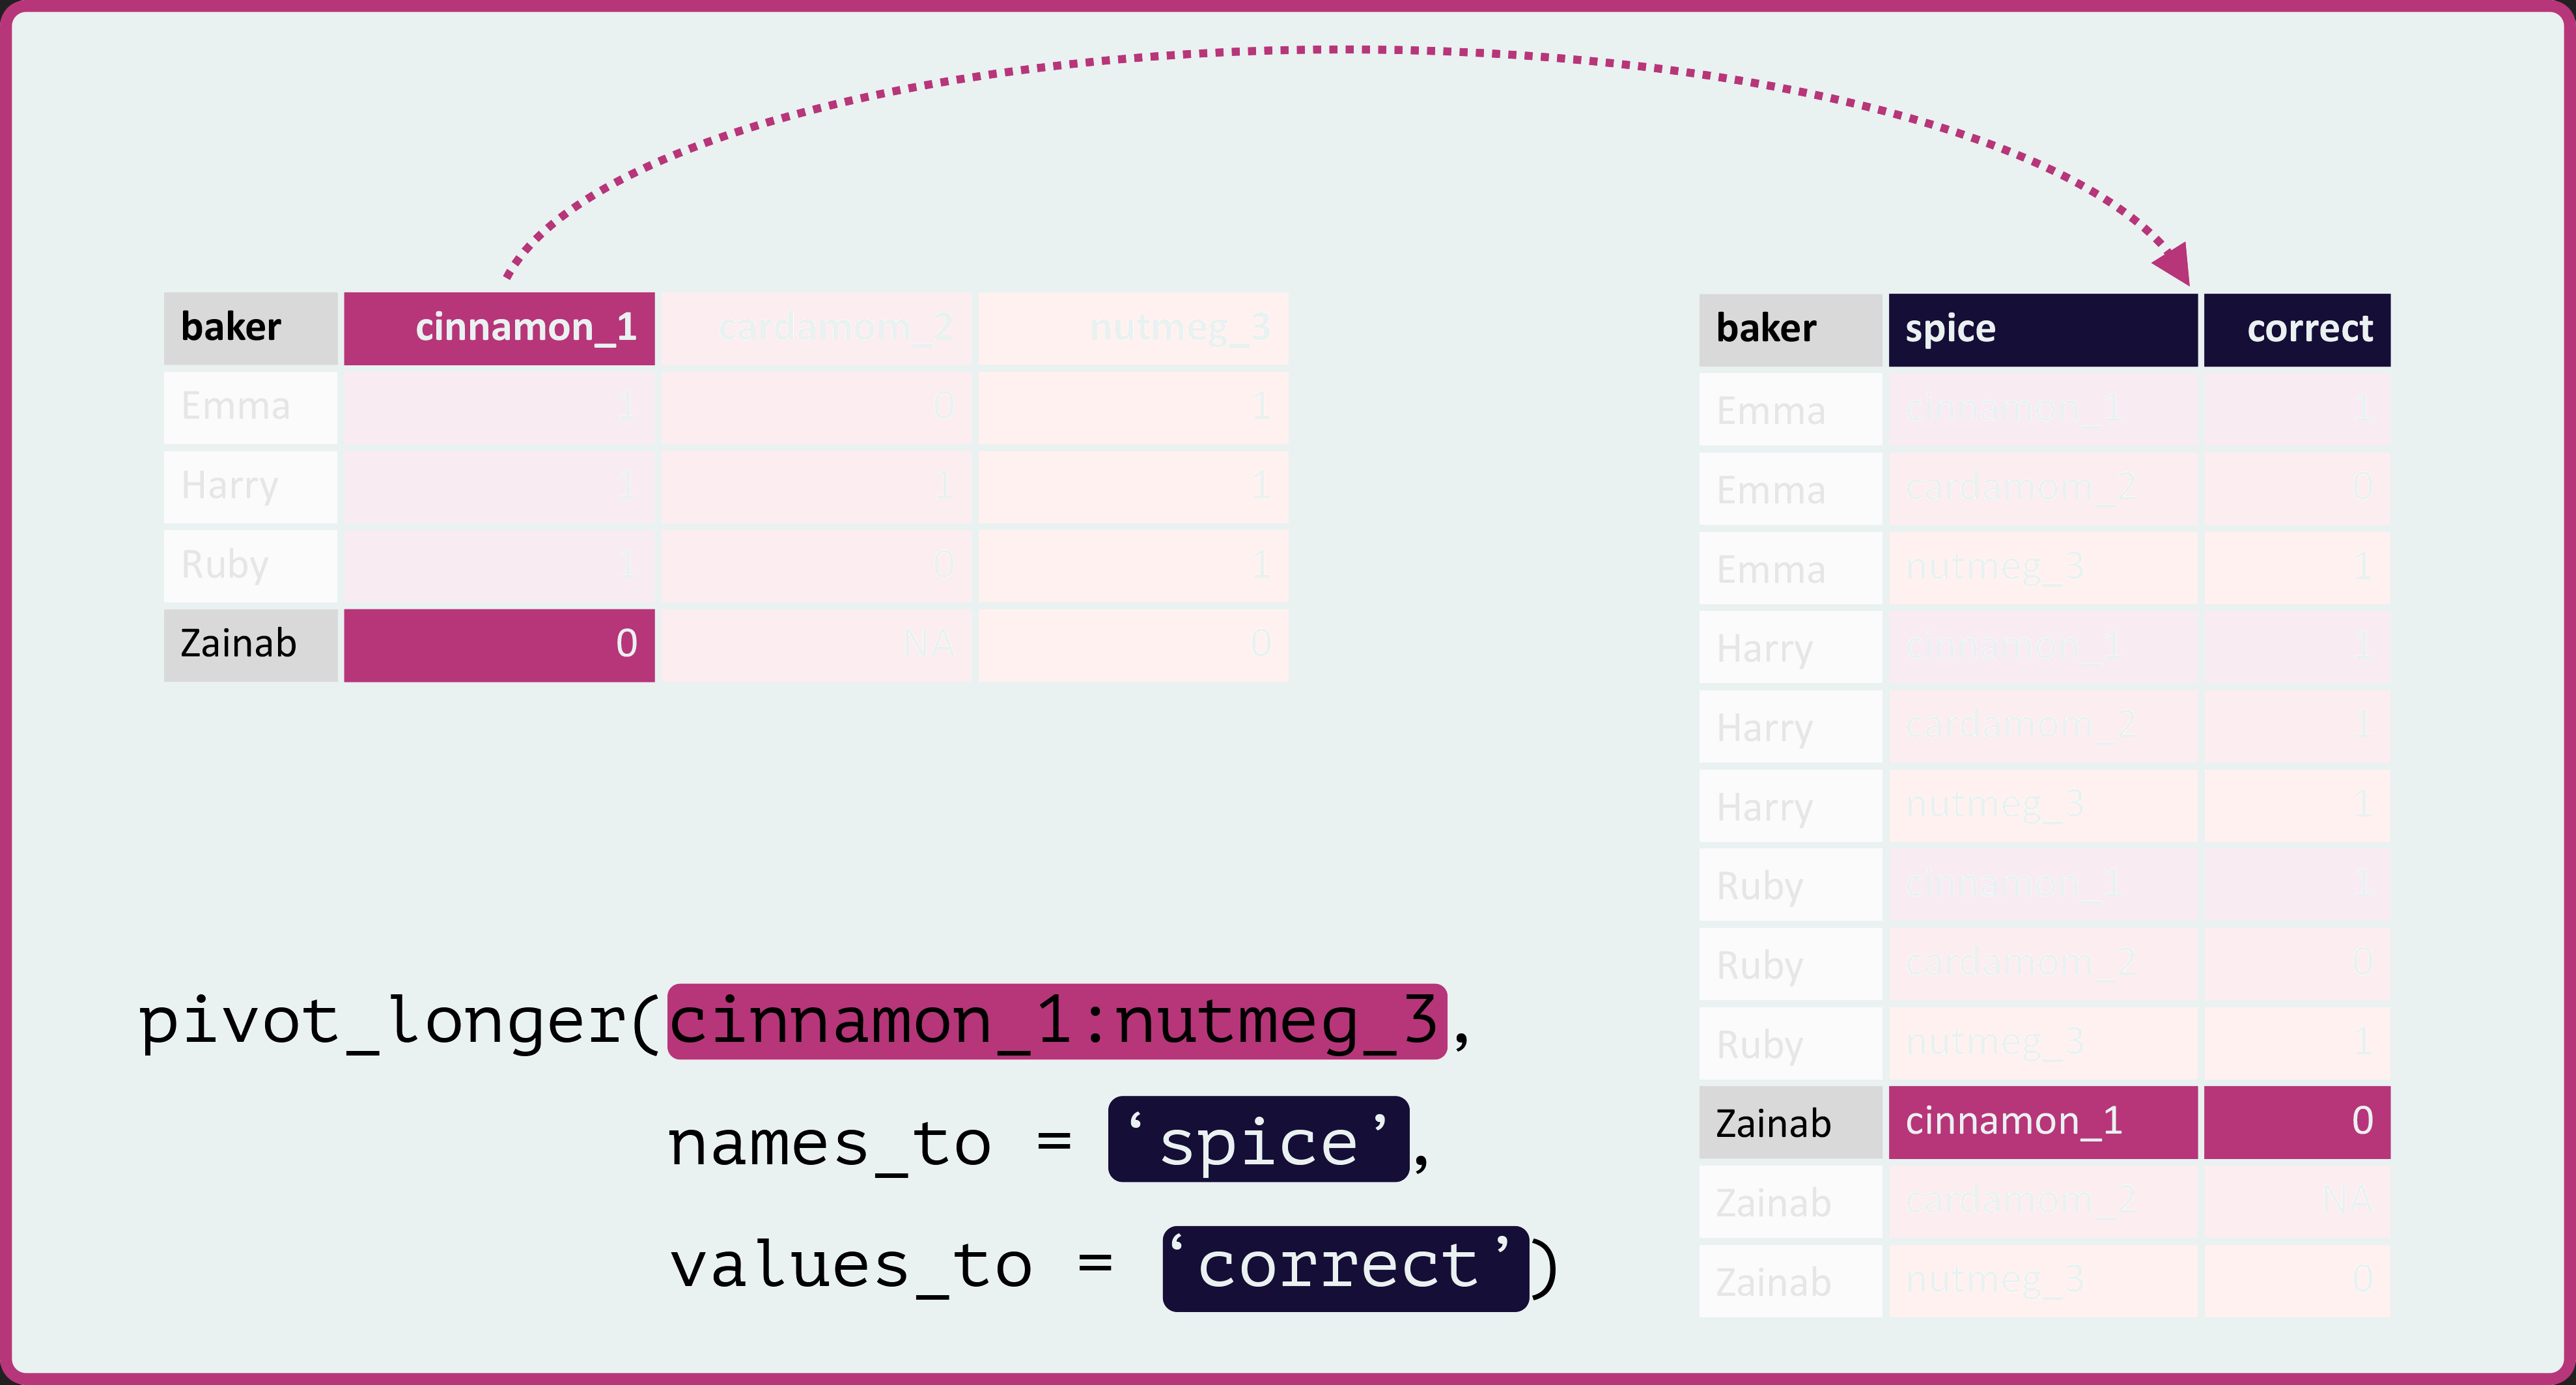 baker cinnamon_1 cardamom_2 nutmeg_3
Emma 1 0 1
Harry 1 1 1
Ruby 1 0 1
Zainab 0 NA 0
pivot_longer(cinnamon_1:nutmeg_3,
names_to = ‘spice’,
values_to = ‘correct’)
baker spice correct
Emma cinnamon_1 1
Emma cardamom_2 0
Emma nutmeg_3 1
Harry cinnamon_1 1
Harry cardamom_2 1
Harry nutmeg_3 1
Ruby cinnamon_1 1
Ruby cardamom_2 0
Ruby nutmeg_3 1
Zainab cinnamon_1 0
Zainab cardamom_2 NA
Zainab nutmeg_3 0